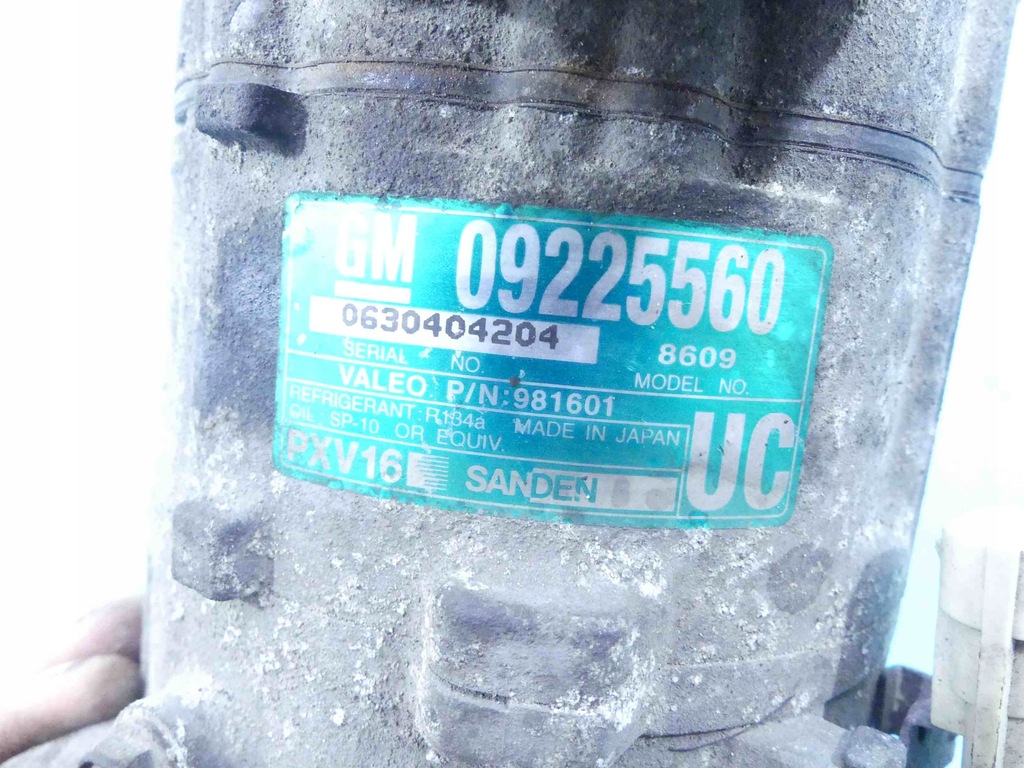 GM 09225560
0630404204
8609
SERIAL NO.
MODEL NO.
VALEO P/N:981601
REFRIGERANT:R134a MADE IN JAPAN
OIL SP-10 OR EQUIV.
PXV16 SANDEN
UC